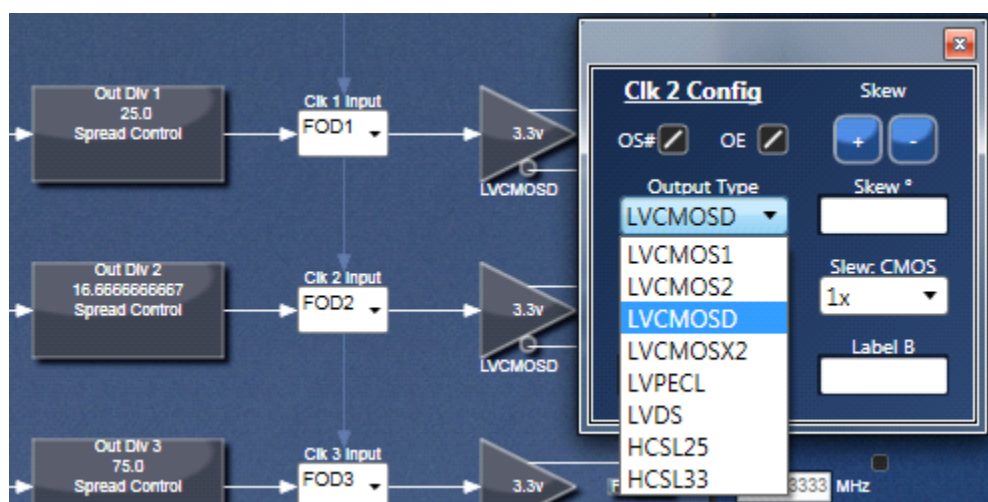 Out Div 1
25.0
Spread Control
Clk 1 Input
FOD1
3.3v
LVCMOSD
Out Div 2
16.6666666667
Spread Control
Clk 2 Input
FOD2
3.3v
LVCMOSD
Out Div 3
75.0
Spread Control
Clk 3 Input
FOD3
3.3v
Clk 2 Config
Skew
OS#
OE
+
-
Output Type
Skew °
LVCMOSD
LVCMOS1
LVCMOS2
LVCMOSD
LVCMOSX2
LVPECL
LVDS
HCSL25
HCSL33
Slew: CMOS
1x
Label B
3333 MHz